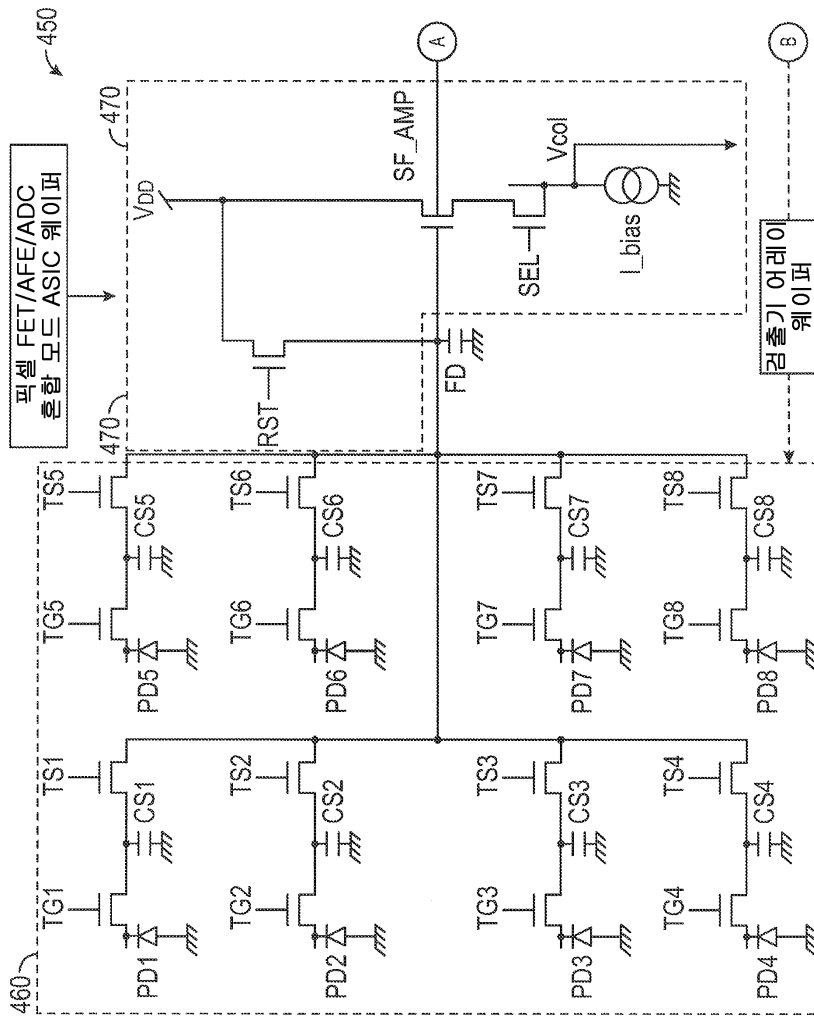 450
픽셀 FET/AFE/ADC
혼합 모드 ASIC 웨이퍼
470
470
VDD
SF_AMP
A
RST
FD
SEL
Vcol
I_bias
B
검출기 어레이
웨이퍼
460
TG1
TS1
TG5
TS5
PD1
CS1
PD5
CS5
TG2
TS2
TG6
TS6
PD2
CS2
PD6
CS6
TG3
TS3
TG7
TS7
PD3
CS3
PD7
CS7
TG4
TS4
TG8
TS8
PD4
CS4
PD8
CS8